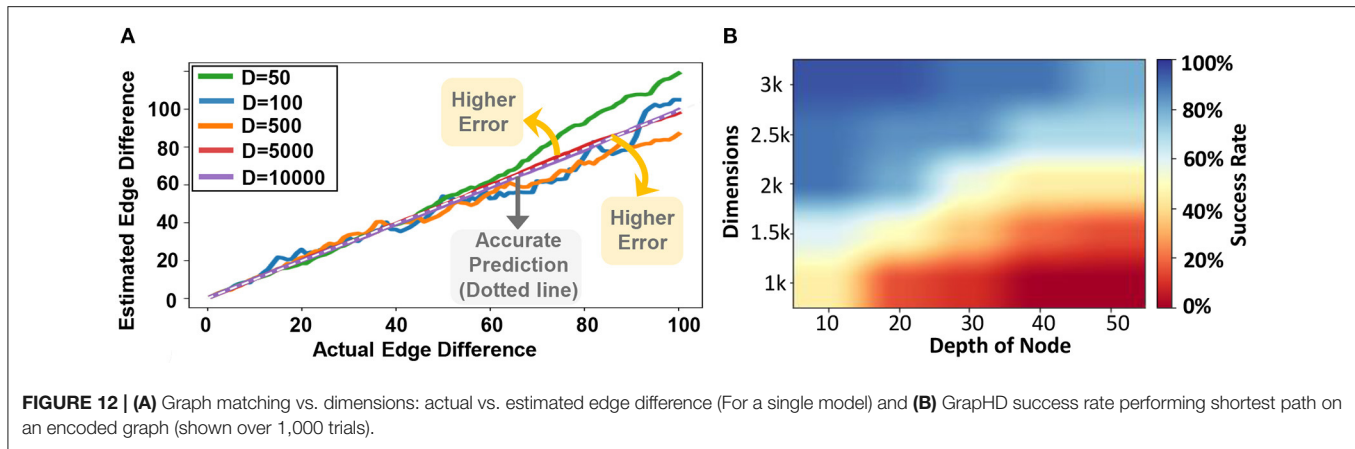 A
B
D=50
D=100
D=500
D=5000
D=10000
Higher
Error
Higher
Error
Accurate
Prediction
(Dotted line)
Estimated Edge Difference
100
80
60
40
20
0
0 20 40 60 80 100
Actual Edge Difference
Dimensions
3k
2.5k
2k
1.5k
1k
10 20 30 40 50
Depth of Node
100%
80%
60%
40%
20%
0%
Success Rate
FIGURE 12 | (A) Graph matching vs. dimensions: actual vs. estimated edge difference (For a single model) and (B) GrapHD success rate performing shortest path on
an encoded graph (shown over 1,000 trials).